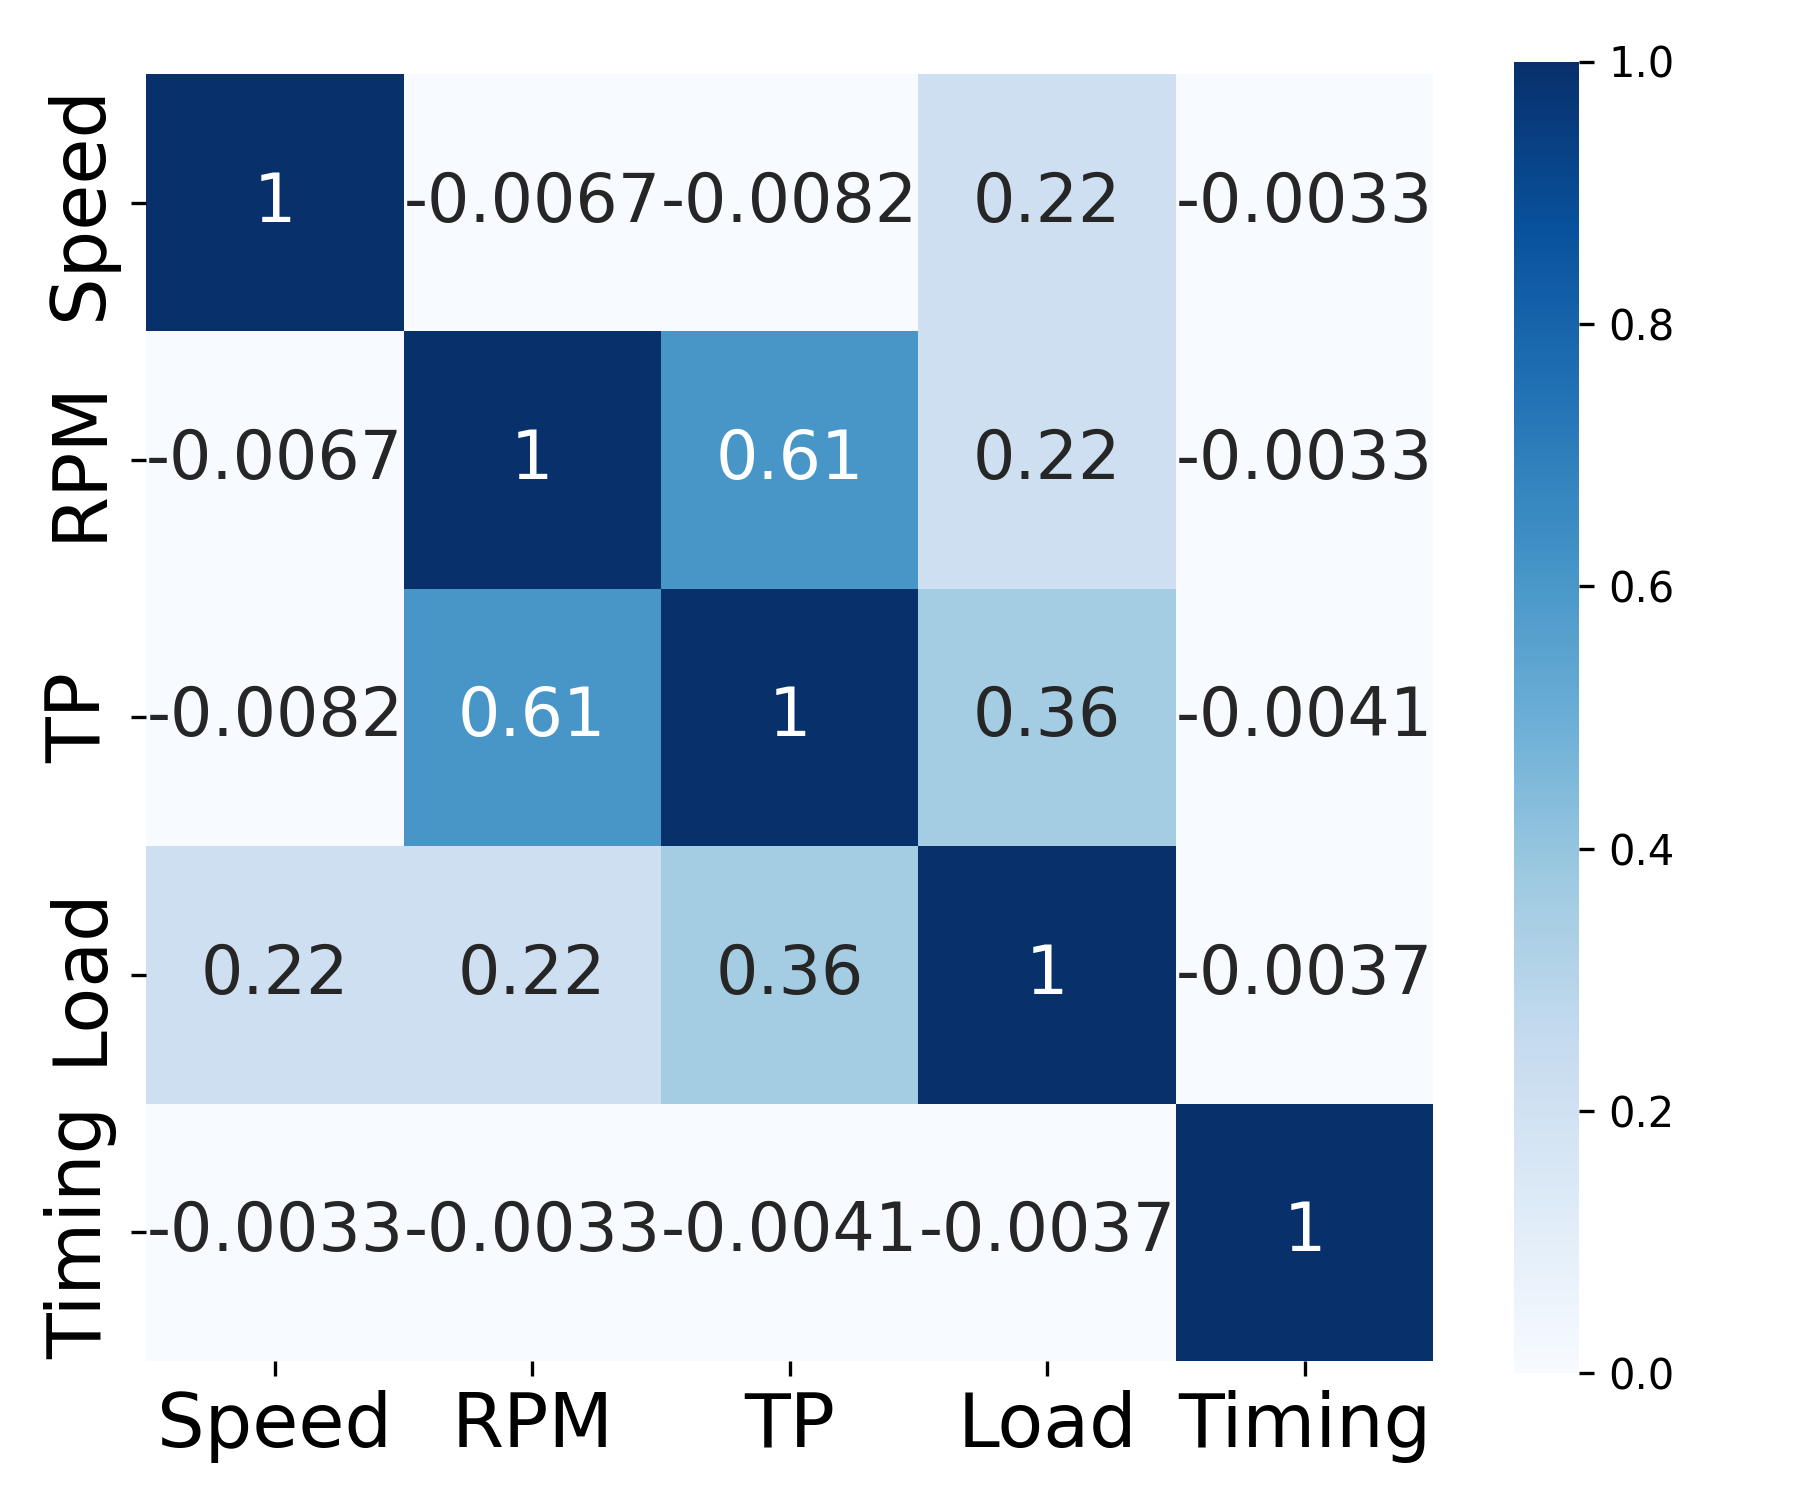 Speed 1 -0.0067 -0.0082 0.22 -0.0033
RPM -0.0067 1 0.61 0.22 -0.0033
TP -0.0082 0.61 1 0.36 -0.0041
Load 0.22 0.22 0.36 1 -0.0037
Timing -0.0033 -0.0033 -0.0041 -0.0037 1
Speed RPM TP Load Timing
1.0
0.8
0.6
0.4
0.2
0.0